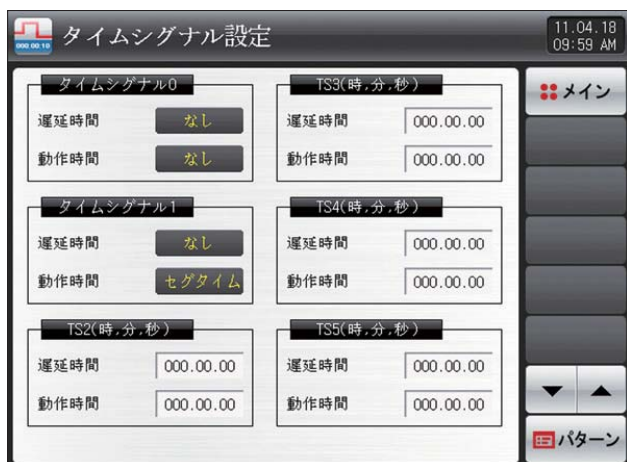 000.00.10
タイムシグナル設定
11.04.18
09:59 AM
タイムシグナル0
遅延時間 なし
動作時間 なし
タイムシグナル1
遅延時間 なし
動作時間 セグタイム
TS2(時,分,秒)
遅延時間 000.00.00
動作時間 000.00.00
TS3(時,分,秒)
遅延時間 000.00.00
動作時間 000.00.00
TS4(時,分,秒)
遅延時間 000.00.00
動作時間 000.00.00
TS5(時,分,秒)
遅延時間 000.00.00
動作時間 000.00.00
メイン
パターン